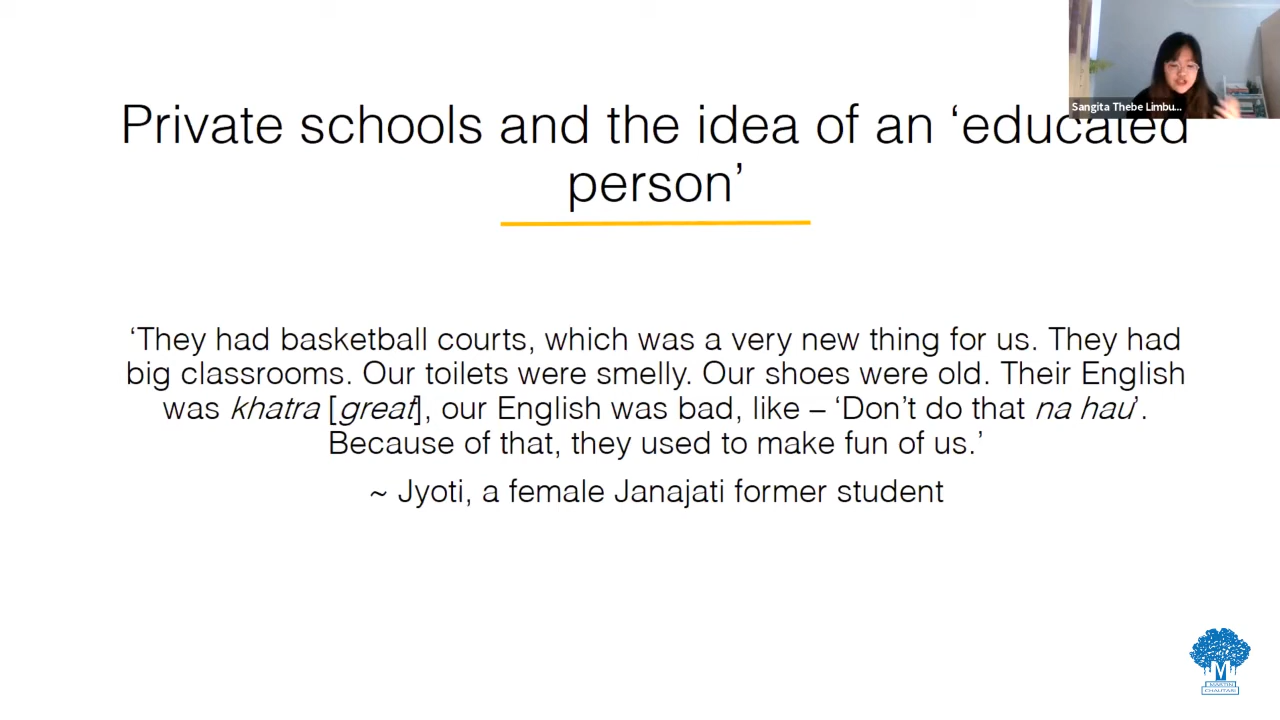 Sangita Thebe Limbu...
Private schools and the idea of an ‘educated
person’
‘They had basketball courts, which was a very new thing for us. They had
big classrooms. Our toilets were smelly. Our shoes were old. Their English
was khatra [great], our English was bad, like – ‘Don’t do that na hau’.
Because of that, they used to make fun of us.’
~ Jyoti, a female Janajati former student
MARTIN
CHAUTARI